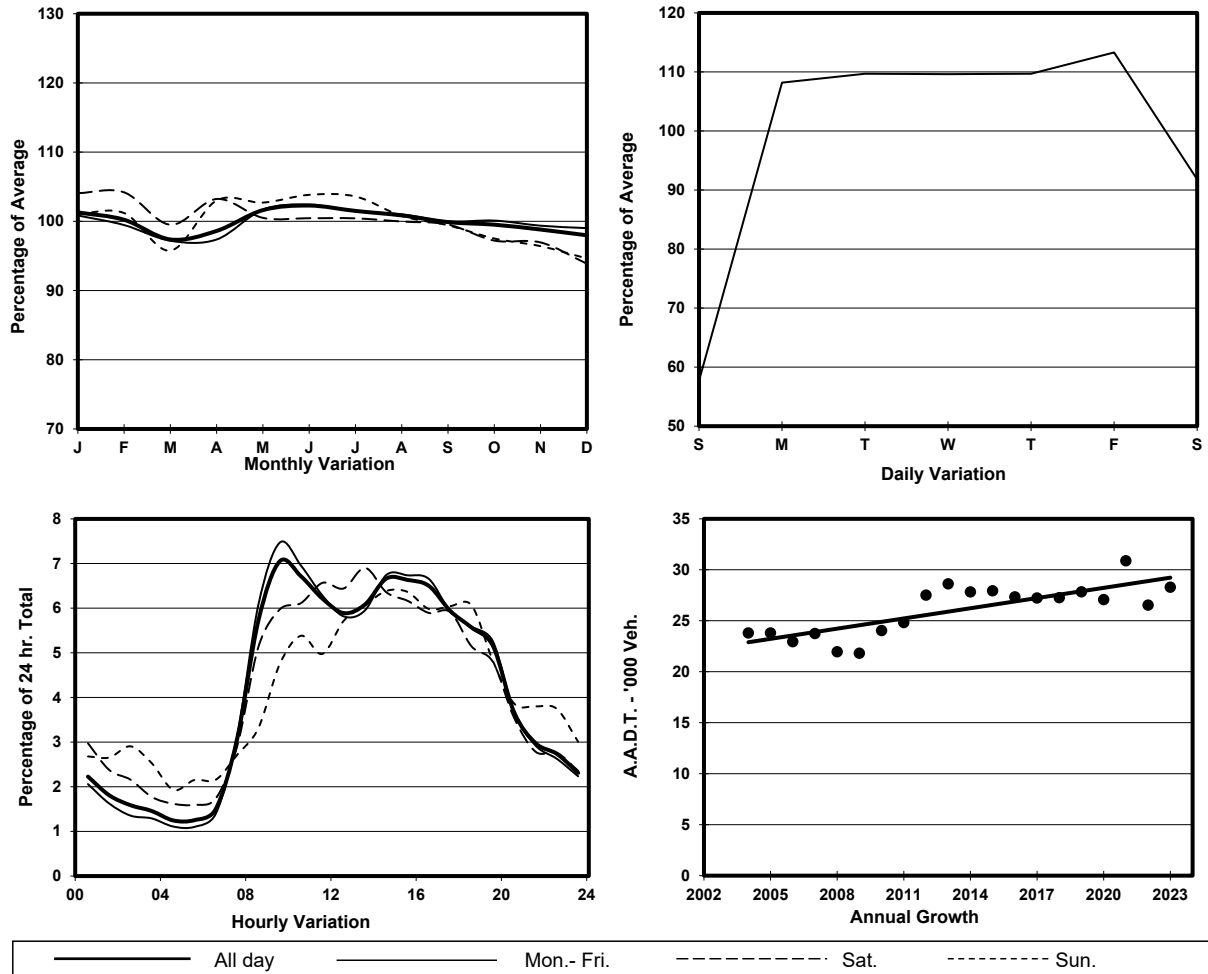 130
120
110
100
90
80
70
Percentage of Average
J F M A M J J A S O N D
Monthly Variation
120
110
100
90
80
70
60
50
Percentage of Average
S M T W T F S
Daily Variation
8
7
6
5
4
3
2
1
0
Percentage of 24 hr. Total
00 04 08 12 16 20 24
Hourly Variation
35
30
25
20
15
10
5
0
A.A.D.T. - '000 Veh.
2002 2005 2008 2011 2014 2017 2020 2023
Annual Growth
All day Mon.- Fri. Sat. Sun.